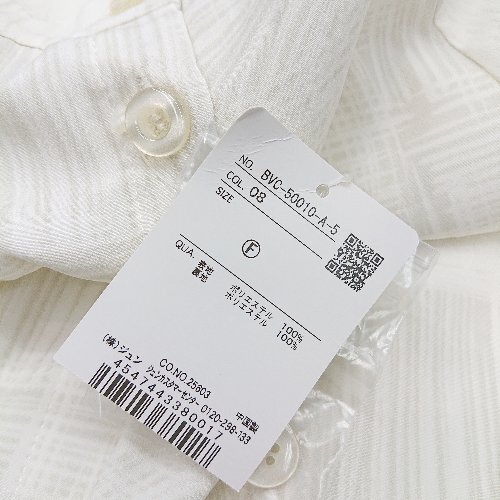 NO. BVC-50010-A-5
COL. 08
SIZE
F
QUA. 表地 ポリエステル 100%
裏地 ポリエステル 100%
中国製
CO.NO.25603
(株)ジュン ジュンカスタマーセンター 0120-298-133
4547443380017